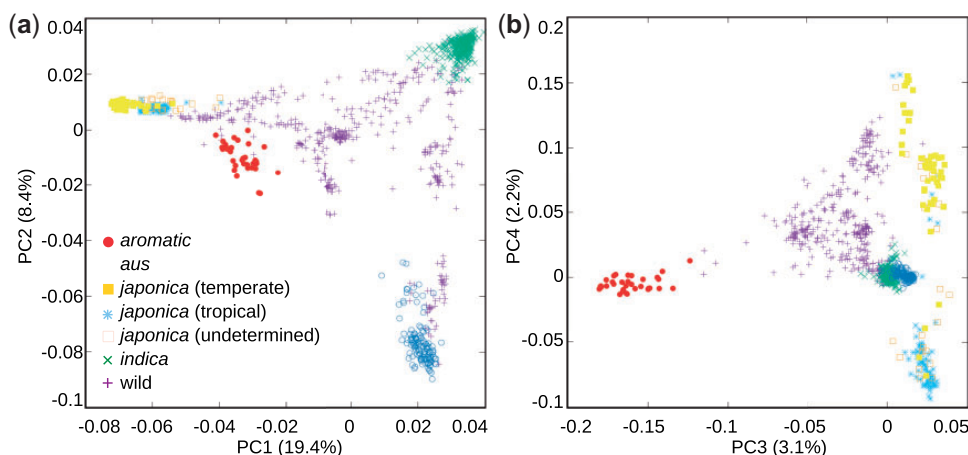 (a)
0.04
0.02
0
-0.02
-0.04
-0.06
-0.08
-0.1
PC2 (8.4%)
aromatic
aus
japonica (temperate)
japonica (tropical)
japonica (undetermined)
indica
wild
-0.08 -0.06 -0.04 -0.02 0 0.02 0.04
PC1 (19.4%)
(b)
0.2
0.15
0.1
0.05
0
-0.05
-0.1
PC4 (2.2%)
-0.2 -0.15 -0.1 -0.05 0 0.05
PC3 (3.1%)